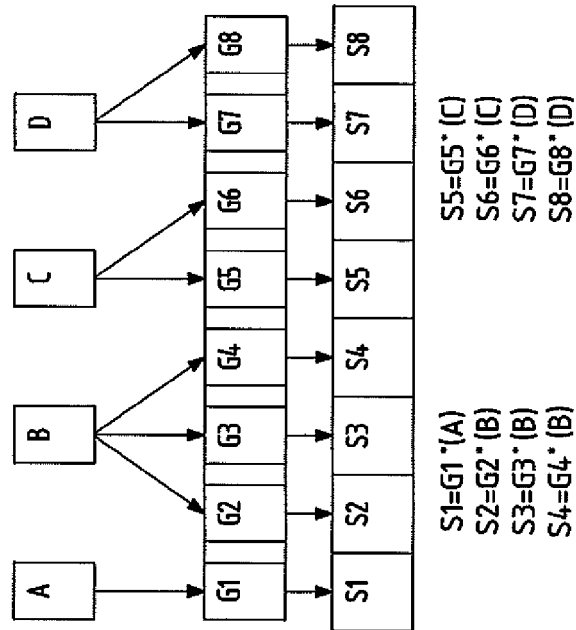 A B C D
G1 G2 G3 G4 G5 G6 G7 G8
S1 S2 S3 S4 S5 S6 S7 S8
S1=G1*(A)
S2=G2*(B)
S3=G3*(B)
S4=G4*(B)
S5=G5*(C)
S6=G6*(C)
S7=G7*(D)
S8=G8*(D)